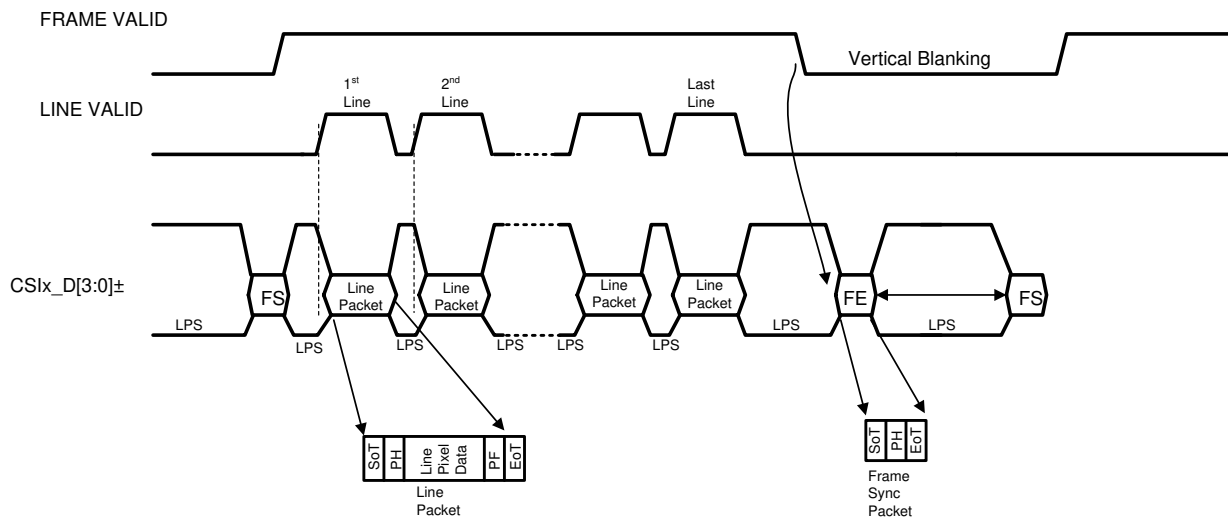 FRAME VALID
Vertical Blanking
LINE VALID
1st
Line
2nd
Line
Last
Line
CSIx_D[3:0]±
FS
Line
Packet
Line
Packet
Line
Packet
Line
Packet
FE
FS
LPS
LPS
LPS
LPS
LPS
LPS
LPS
LPS
SoT
PH
Line
Pixel
Data
PF
EoT
Line
Packet
SoT
PH
EoT
Frame
Sync
Packet